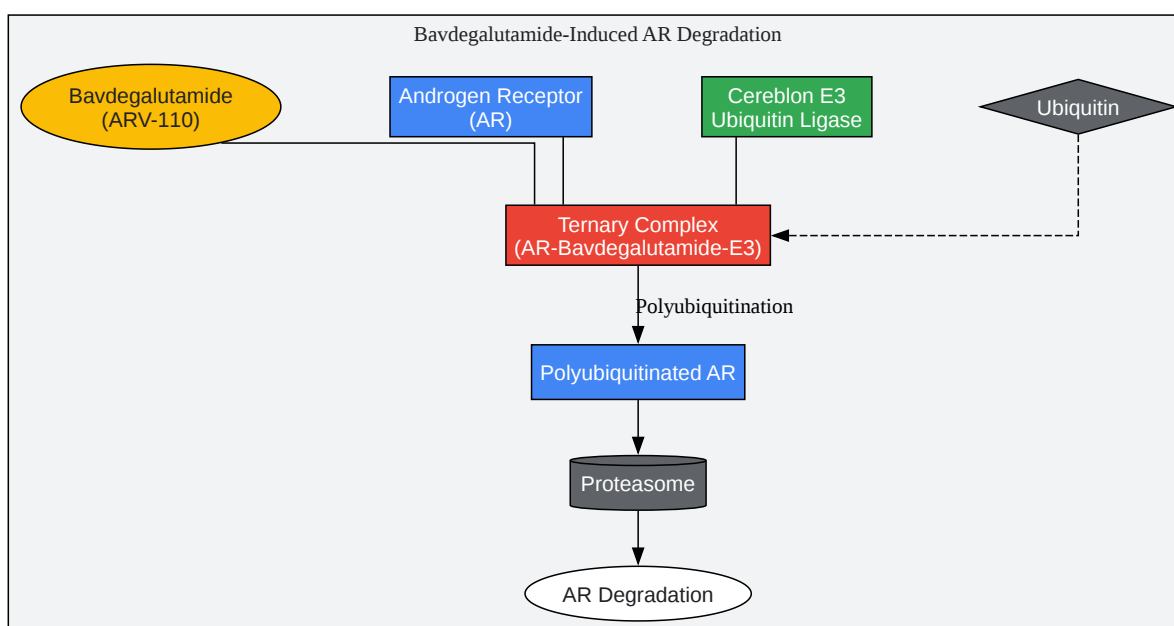 Bavdegalutamide-Induced AR Degradation
Bavdegalutamide
(ARV-110)
Androgen Receptor
(AR)
Cereblon E3
Ubiquitin Ligase
Ubiquitin
Ternary Complex
(AR-Bavdegalutamide-E3)
Polyubiquitination
Polyubiquitinated AR
Proteasome
AR Degradation